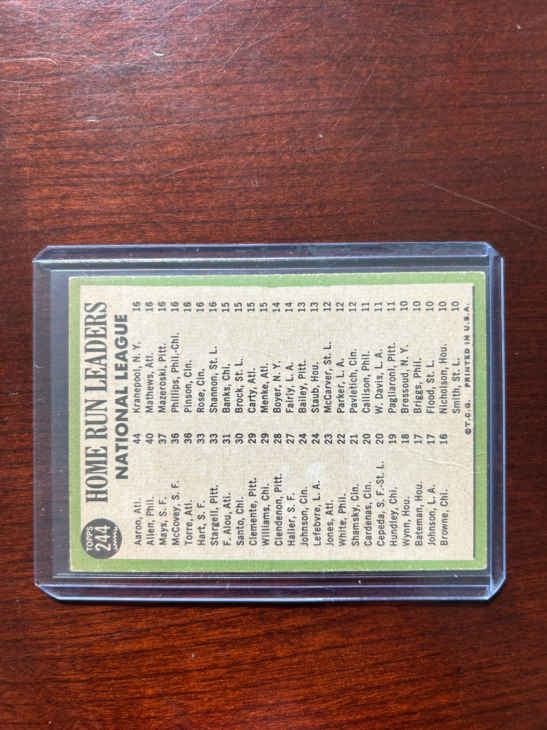 TOPPS
244
JAPAN
HOME RUN LEADERS
NATIONAL LEAGUE
Aaron, Atl. 44
Allen, Phil. 40
Mays, S. F. 37
McCovey, S. F. 36
Torre, Atl. 36
Hart, S. F. 33
Stargell, Pitt. 33
F. Alou, Atl. 31
Santo, Chi. 30
Clemente, Pitt. 29
Williams, Chi. 29
Clendenon, Pitt. 28
Haller, S. F. 27
Johnson, Cin. 24
Lefebvre, L. A. 24
Jones, Atl. 23
White, Phil. 22
Shamsky, Cin. 21
Cardenas, Cin. 20
Cepeda, S. F.-St. L. 20
Hundley, Chi. 19
Wynn, Hou. 18
Bateman, Hou. 17
Johnson, L. A. 17
Browne, Chi. 16
Kranepool, N. Y. 16
Mathews, Atl. 16
Mazeroski, Pitt. 16
Phillips, Phil.-Chi. 16
Pinson, Cin. 16
Rose, Cin. 16
Shannon, St. L. 16
Banks, Chi. 15
Brock, St. L. 15
Carty, Atl. 15
Menke, Atl. 15
Boyer, N. Y. 14
Fairly, L. A. 14
Bailey, Pitt. 13
Staub, Hou. 13
McCarver, St. L. 12
Parker, L. A. 12
Pavletich, Cin. 12
Callison, Phil. 11
W. Davis, L. A. 11
Pagliaroni, Pitt. 11
Bressoud, N. Y. 10
Briggs, Phil. 10
Flood, St. L. 10
Nicholson, Hou. 10
Smith, St. L. 10
©T.C.G. PRINTED IN U.S.A.